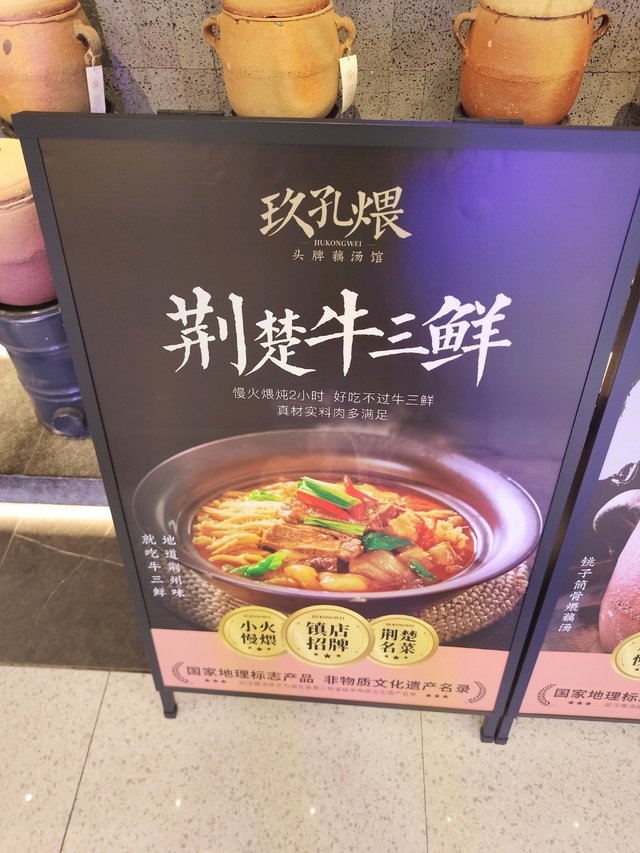 玖孔煨
JIUKONGWEI
头牌藕汤馆
荆楚牛三鲜
慢火煨炖2小时 好吃不过牛三鲜
真材实料肉多满足
地道荆州味
就吃牛三鲜
JIUKONGWEI
小火
慢煨
JIUKONGWEI
镇店
招牌
JIUKONGWEI
荆楚
名菜
国家地理标志产品 非物质文化遗产名录
铫子筒骨煨藕汤
国家地理标志